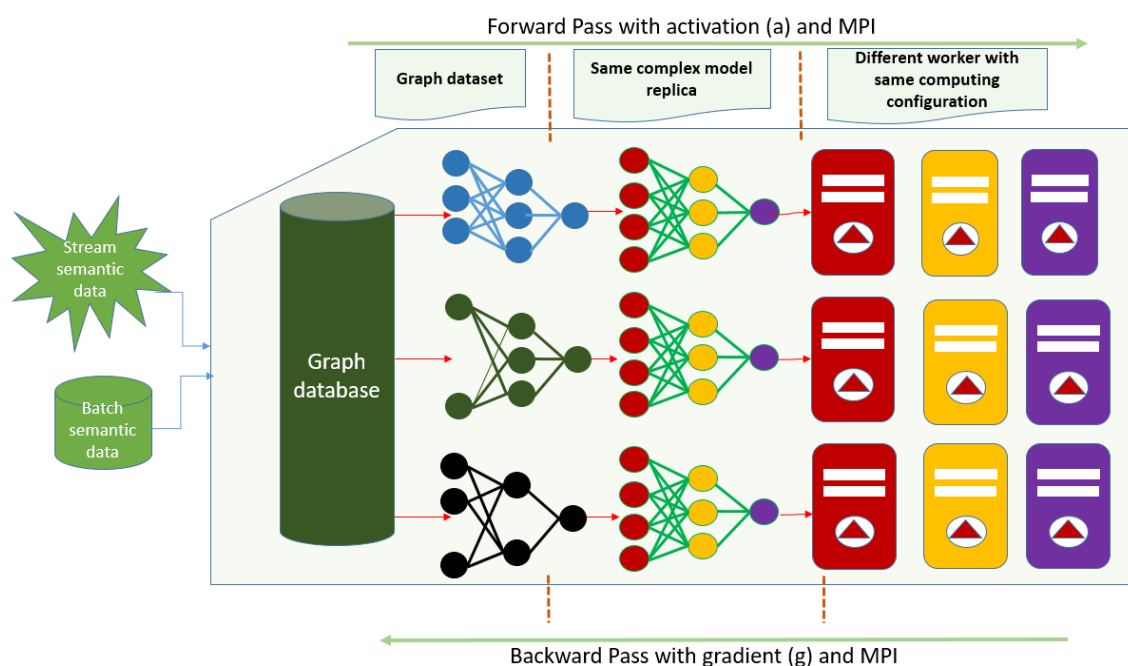 Forward Pass with activation (a) and MPI
Graph dataset
Same complex model
replica
Different worker with
same computing
configuration
Stream
semantic
data
Graph
database
Batch
semantic
data
Backward Pass with gradient (g) and MPI